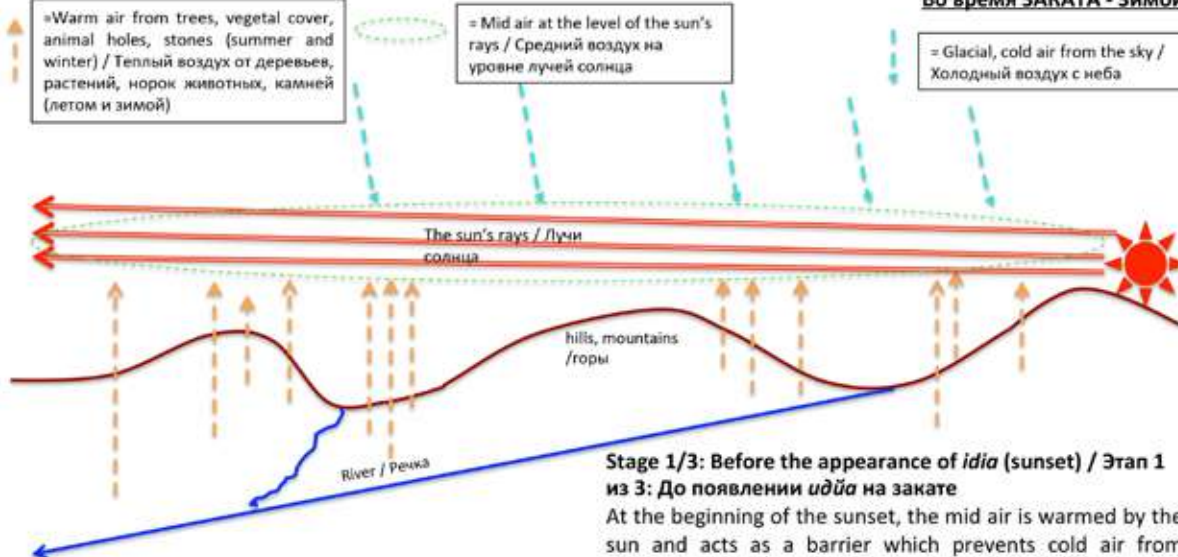 Во время SARATA - Зимой
=Warm air from trees, vegetal cover,
animal holes, stones (summer and
winter) / Теплый воздух от деревьев,
растений, норок животных, камней
(летом и зимой)
= Mid air at the level of the sun's
rays / Средний воздух на
уровне лучей солнца
= Glacial, cold air from the sky /
Холодный воздух с неба
The sun's rays / Лучи
солнца
hills, mountains
/горы
River / Речка
Stage 1/3: Before the appearance of idia (sunset) / Этап 1
из 3: До появлении идйа на закате
At the beginning of the sunset, the mid air is warmed by the
sun and acts as a barrier which prevents cold air from